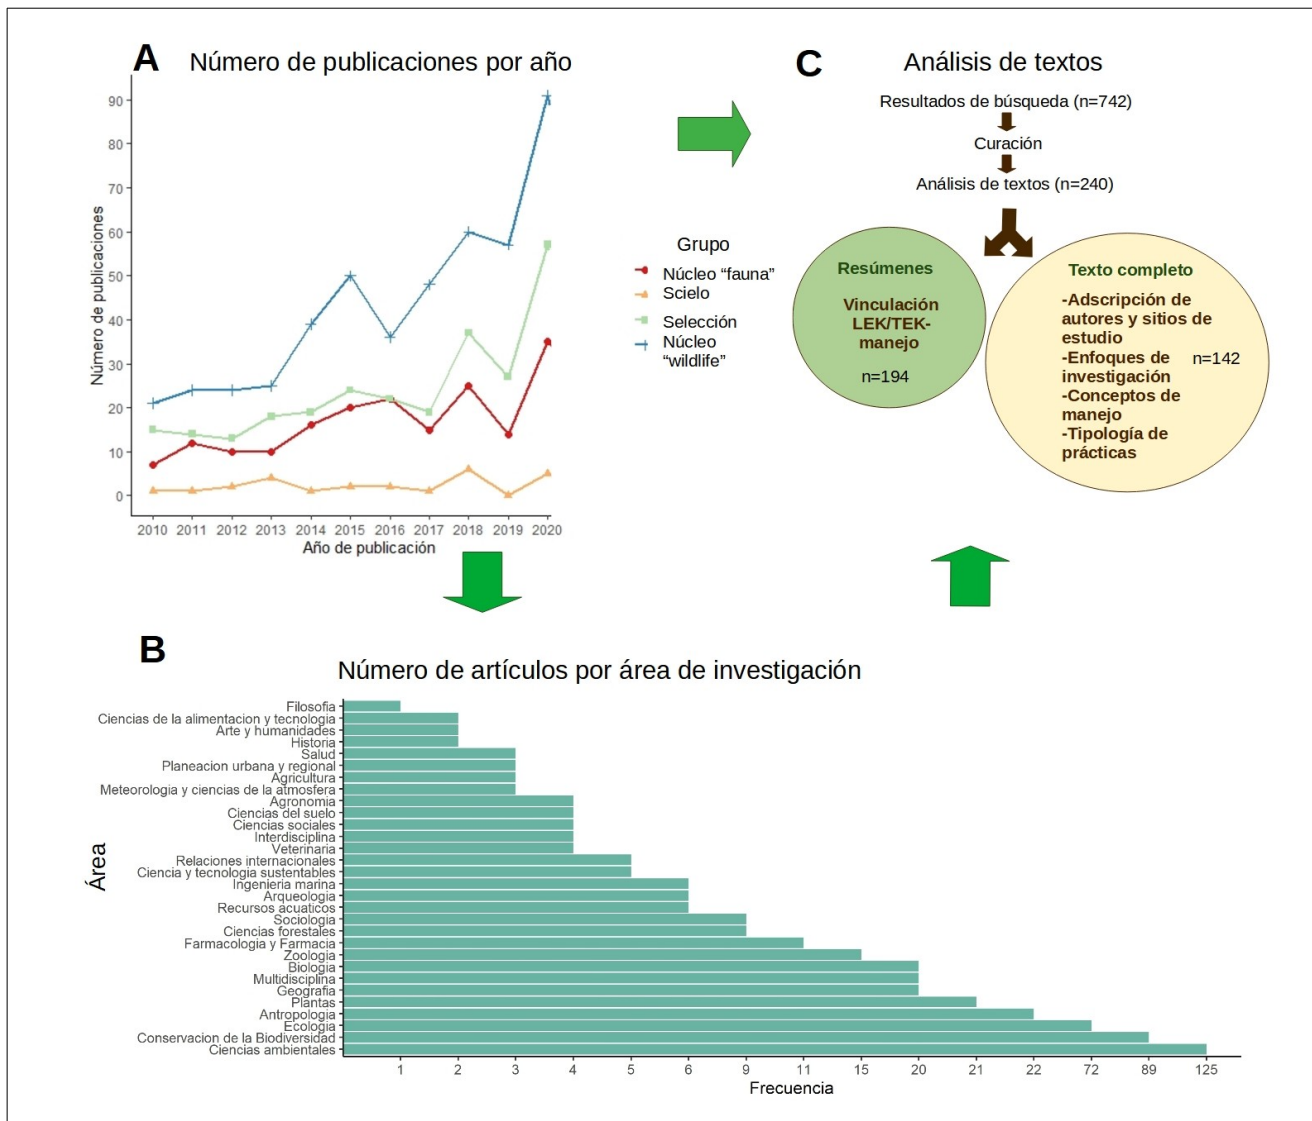 A
Número de publicaciones por año
Número de publicaciones
90
80
70
60
50
40
30
20
10
0
2010 2011 2012 2013 2014 2015 2016 2017 2018 2019 2020
Año de publicación
Grupo
Núcleo “fauna”
Scielo
Selección
Núcleo
“wildlife”
C
Análisis de textos
Resultados de búsqueda (n=742)
Curación
Análisis de textos (n=240)
Resúmenes
Vinculación
LEK/TEK-
manejo
n=194
Texto completo
-Adscripción de
autores y sitios de
estudio
-Enfoques de
investigación
-Conceptos de
manejo
-Tipología de
prácticas
n=142
B
Número de artículos por área de investigación
Área
Filosofia
Ciencias de la alimentacion y tecnologia
Arte y humanidades
Historia
Salud
Planeacion urbana y regional
Agricultura
Meteorologia y ciencias de la atmosfera
Agronomia
Ciencias del suelo
Ciencias sociales
Interdisciplina
Veterinaria
Relaciones internacionales
Ciencia y tecnologia sustentables
Ingenieria marina
Arqueologia
Recursos acuaticos
Sociologia
Ciencias forestales
Farmacologia y Farmacia
Zoologia
Biologia
Multidisciplina
Geografia
Plantas
Antropologia
Ecologia
Conservacion de la Biodiversidad
Ciencias ambientales
1 2 3 4 5 6 9 11 15 20 21 22 72 89 125
Frecuencia